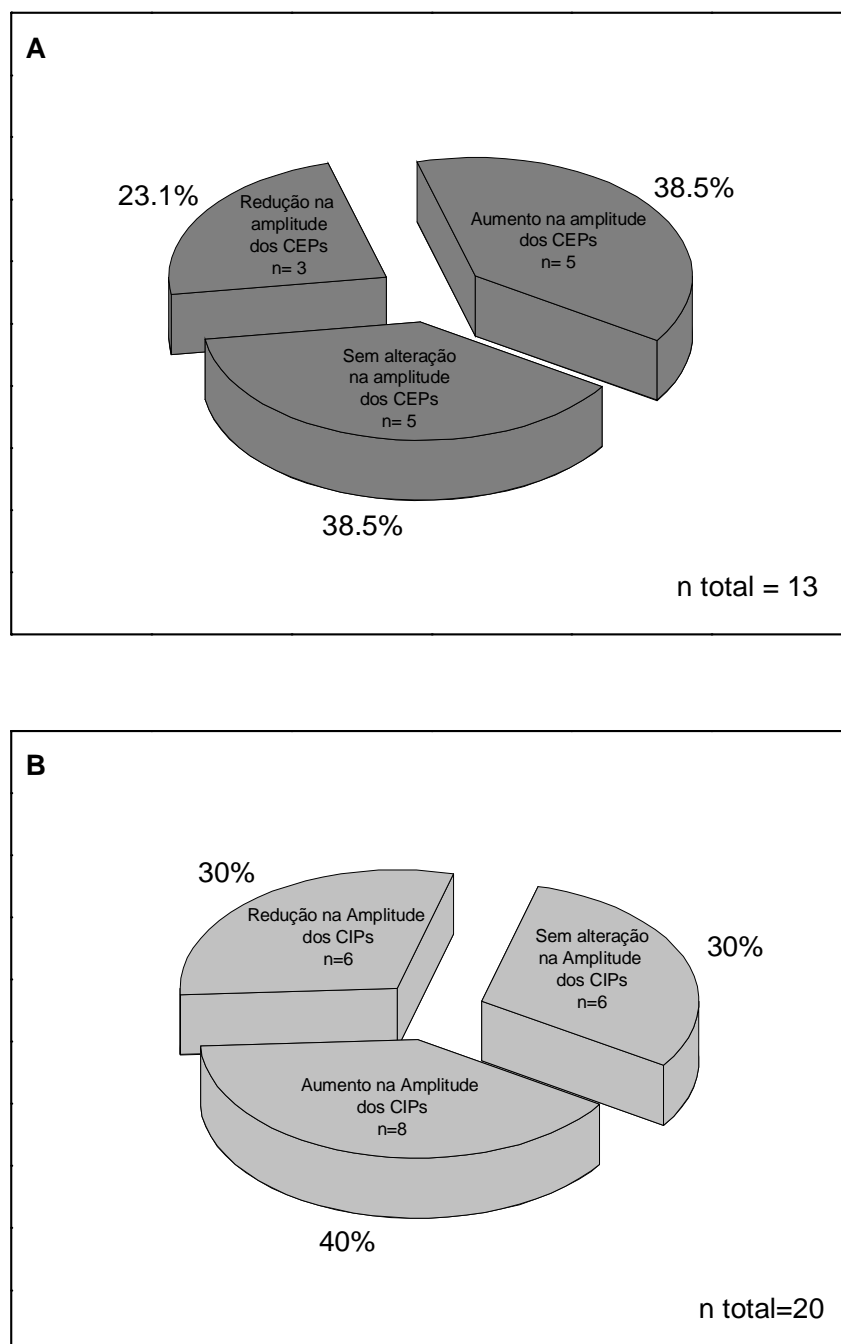 A
23.1%
Redução na
amplitude
dos CEPs
n= 3
38.5%
Aumento na amplitude
dos CEPs
n= 5
Sem alteração
na amplitude
dos CEPs
n= 5
38.5%
n total = 13
B
30%
Redução na Amplitude
dos CIPs
n=6
Sem alteração
na Amplitude
dos CIPs
n=6
30%
Aumento na Amplitude
dos CIPs
n=8
40%
n total=20